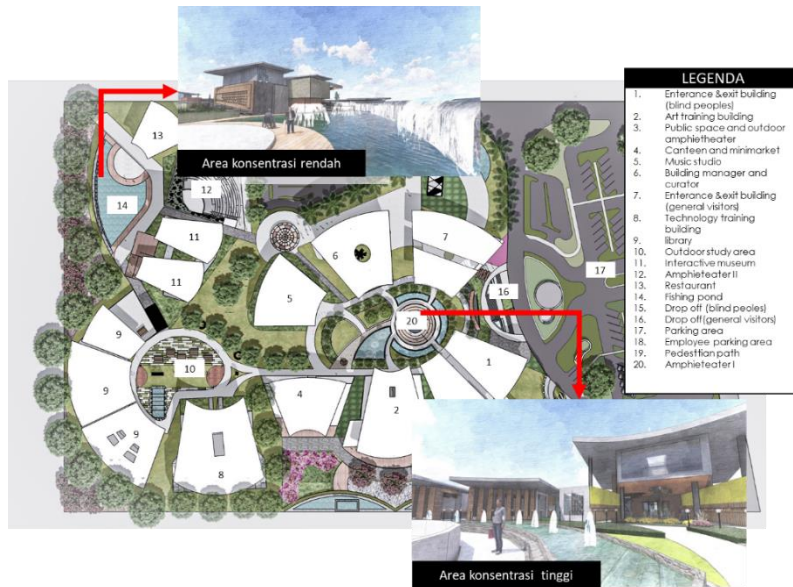 Area konsentrasi rendah
LEGENDA
1. Enterance &exit building
(blind peoples)
2. Art training building
3. Public space and outdoor
amphietheater
4. Canteen and minimarket
5. Music studio
6. Building manager and
curator
7. Enterance &exit building
(general visitors)
8. Technology training
building
9. library
10. Outdoor study area
11. Interactive museum
12. Amphieteater II
13. Restaurant
14. Fishing pond
15. Drop off (blind peoles)
16. Drop off(general visitors)
17. Parking area
18. Employee parking area
19. Pedesttian path
20. Amphieteater I
13
12
14
11
11
6
7
17
5
16
20
9
10
1
9
4
2
9
8
Area konsentrasi tinggi